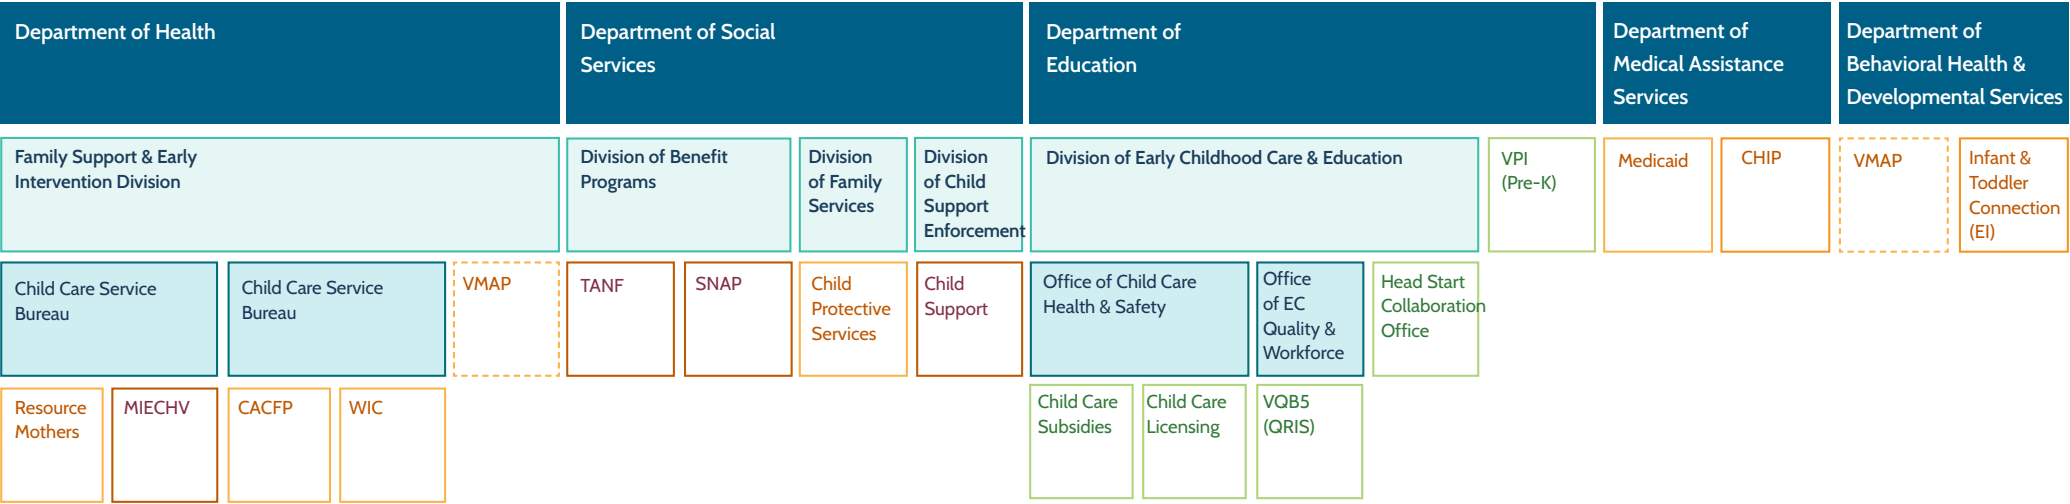 Department of Health
Department of Social
Services
Department of
Education
Department of
Medical Assistance
Services
Department of
Behavioral Health &
Developmental Services
Family Support & Early
Intervention Division
Division of Benefit
Programs
Division
of Family
Services
Division
of Child
Support
Enforcement
Division of Early Childhood Care & Education
VPI
(Pre-K)
Medicaid
CHIP
VMAP
Infant &
Toddler
Connection
(EI)
Child Care Service
Bureau
Child Care Service
Bureau
VMAP
TANF
SNAP
Child
Protective
Services
Child
Support
Office of Child Care
Health & Safety
Office
of EC
Quality &
Workforce
Head Start
Collaboration
Office
Resource
Mothers
MIECHV
CACFP
WIC
Child Care
Subsidies
Child Care
Licensing
VQB5
(QRIS)